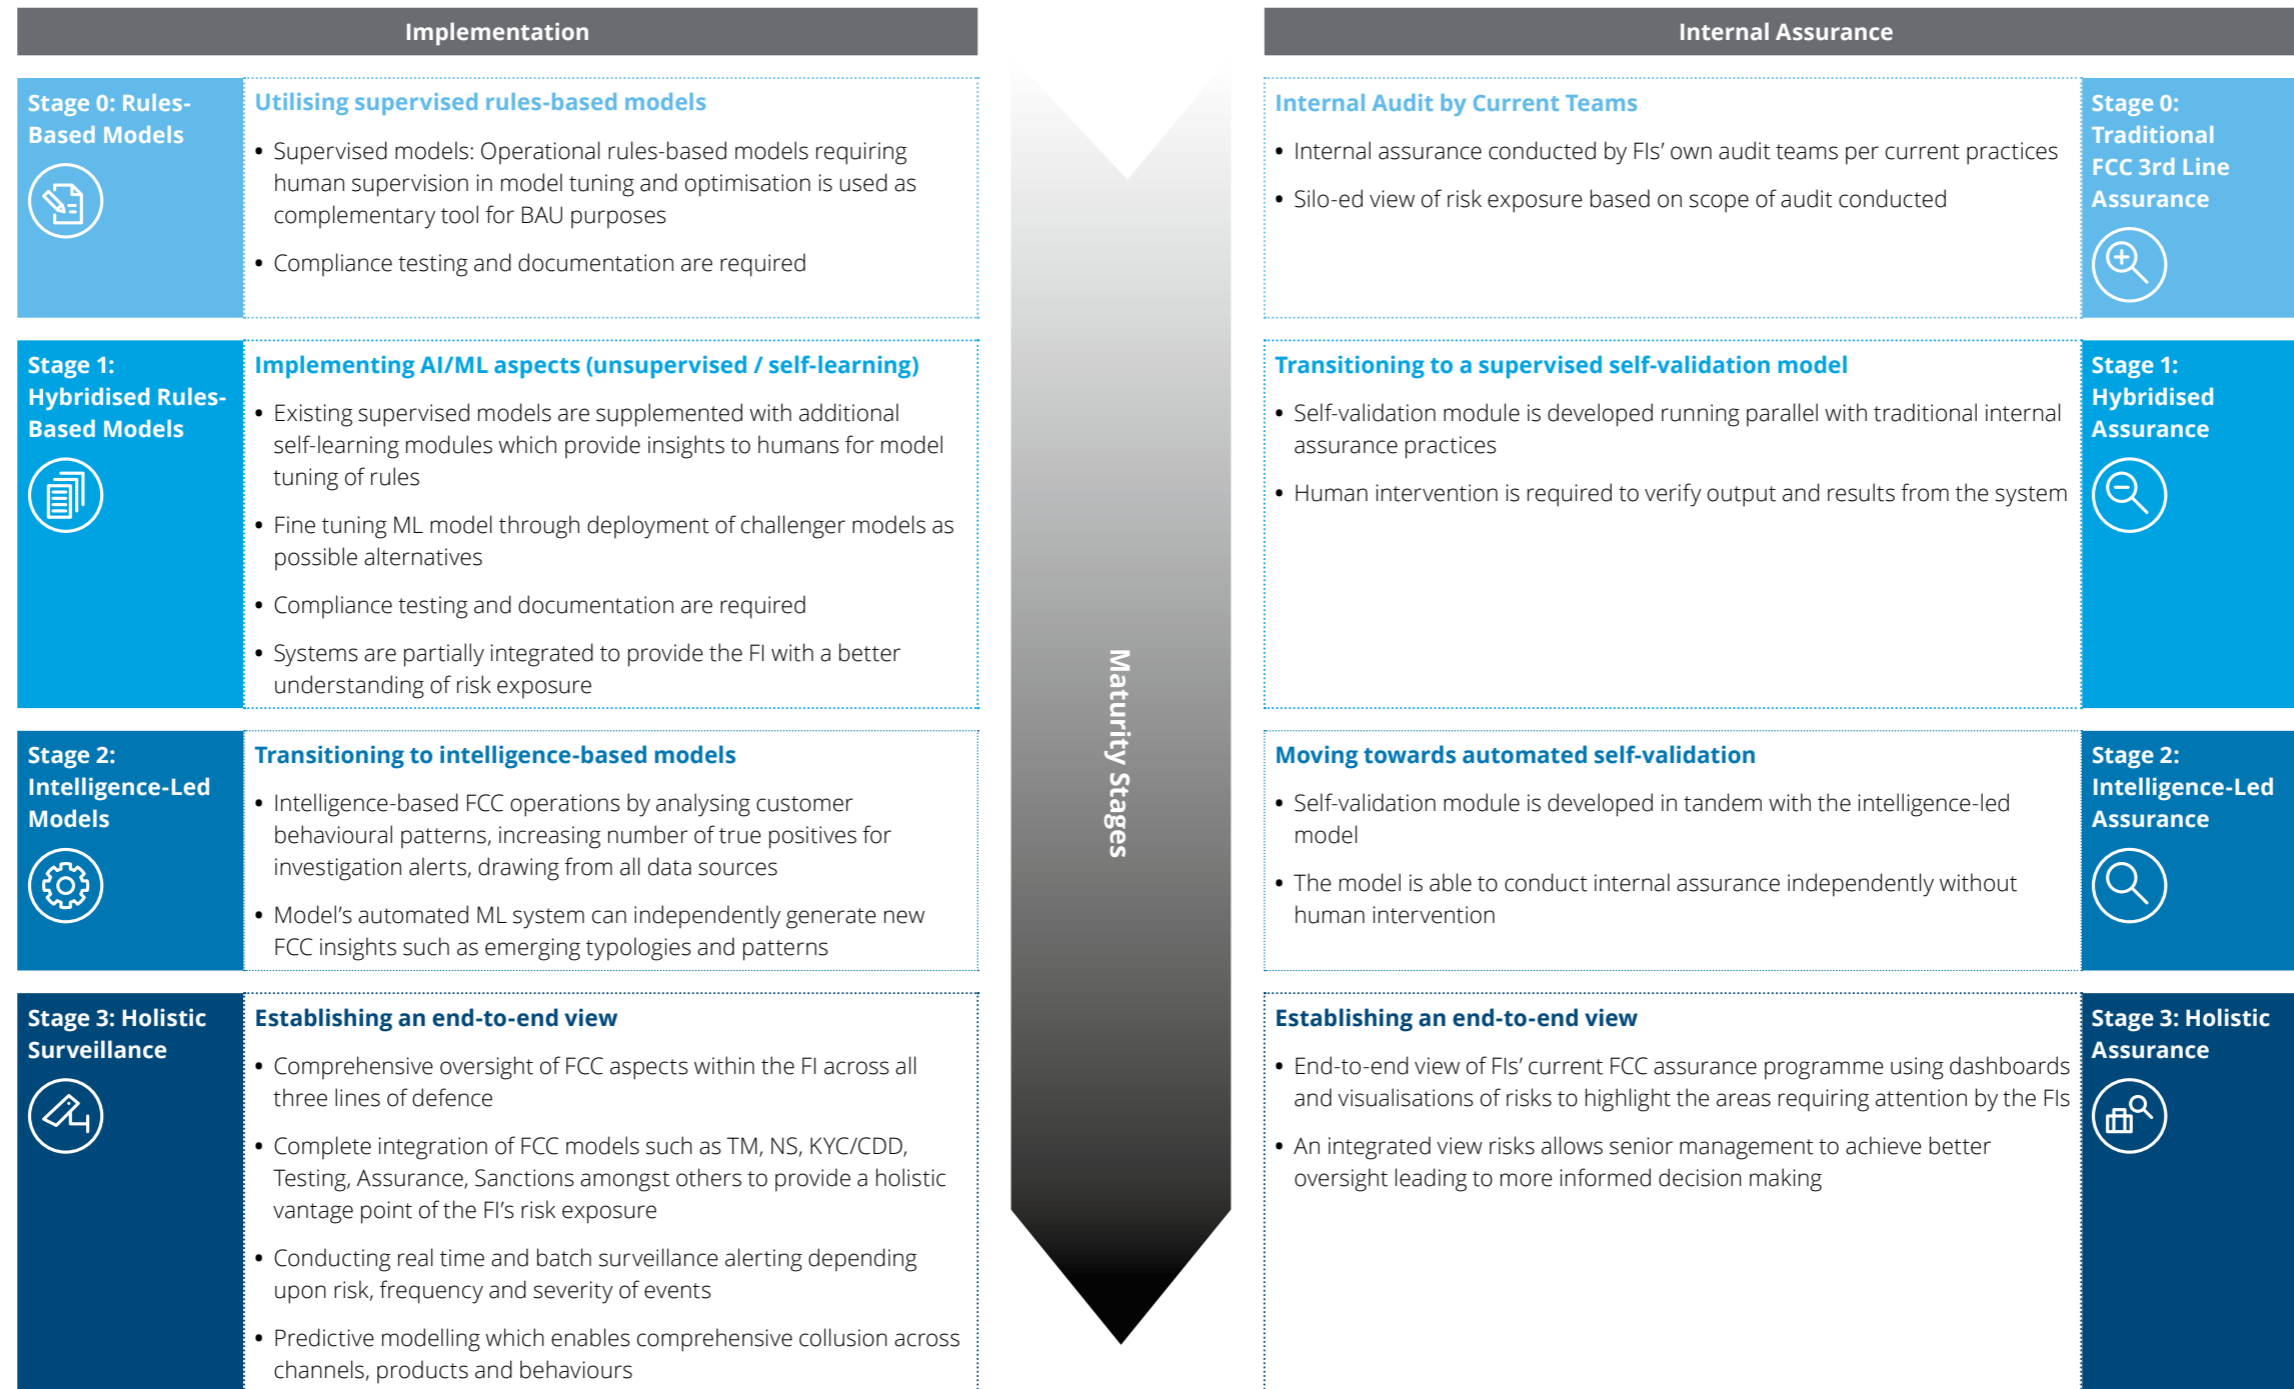 Implementation
Stage 0: Rules-
Based Models
Utilising supervised rules-based models
• Supervised models: Operational rules-based models requiring
human supervision in model tuning and optimisation is used as
complementary tool for BAU purposes
• Compliance testing and documentation are required
Stage 1:
Hybridised Rules-
Based Models
Implementing AI/ML aspects (unsupervised / self-learning)
• Existing supervised models are supplemented with additional
self-learning modules which provide insights to humans for model
tuning of rules
• Fine tuning ML model through deployment of challenger models as
possible alternatives
• Compliance testing and documentation are required
• Systems are partially integrated to provide the FI with a better
understanding of risk exposure
Stage 2:
Intelligence-Led
Models
Transitioning to intelligence-based models
• Intelligence-based FCC operations by analysing customer
behavioural patterns, increasing number of true positives for
investigation alerts, drawing from all data sources
• Model's automated ML system can independently generate new
FCC insights such as emerging typologies and patterns
Stage 3: Holistic
Surveillance
Establishing an end-to-end view
• Comprehensive oversight of FCC aspects within the FI across all
three lines of defence
• Complete integration of FCC models such as TM, NS, KYC/CDD,
Testing, Assurance, Sanctions amongst others to provide a holistic
vantage point of the FI's risk exposure
• Conducting real time and batch surveillance alerting depending
upon risk, frequency and severity of events
• Predictive modelling which enables comprehensive collusion across
channels, products and behaviours
Maturity Stages
Internal Assurance
Internal Audit by Current Teams
• Internal assurance conducted by FIs' own audit teams per current practices
• Silo-ed view of risk exposure based on scope of audit conducted
Stage 0:
Traditional
FCC 3rd Line
Assurance
Transitioning to a supervised self-validation model
• Self-validation module is developed running parallel with traditional internal
assurance practices
• Human intervention is required to verify output and results from the system
Stage 1:
Hybridised
Assurance
Moving towards automated self-validation
• Self-validation module is developed in tandem with the intelligence-led
model
• The model is able to conduct internal assurance independently without
human intervention
Stage 2:
Intelligence-Led
Assurance
Establishing an end-to-end view
• End-to-end view of FIs' current FCC assurance programme using dashboards
and visualisations of risks to highlight the areas requiring attention by the FIs
• An integrated view risks allows senior management to achieve better
oversight leading to more informed decision making
Stage 3: Holistic
Assurance